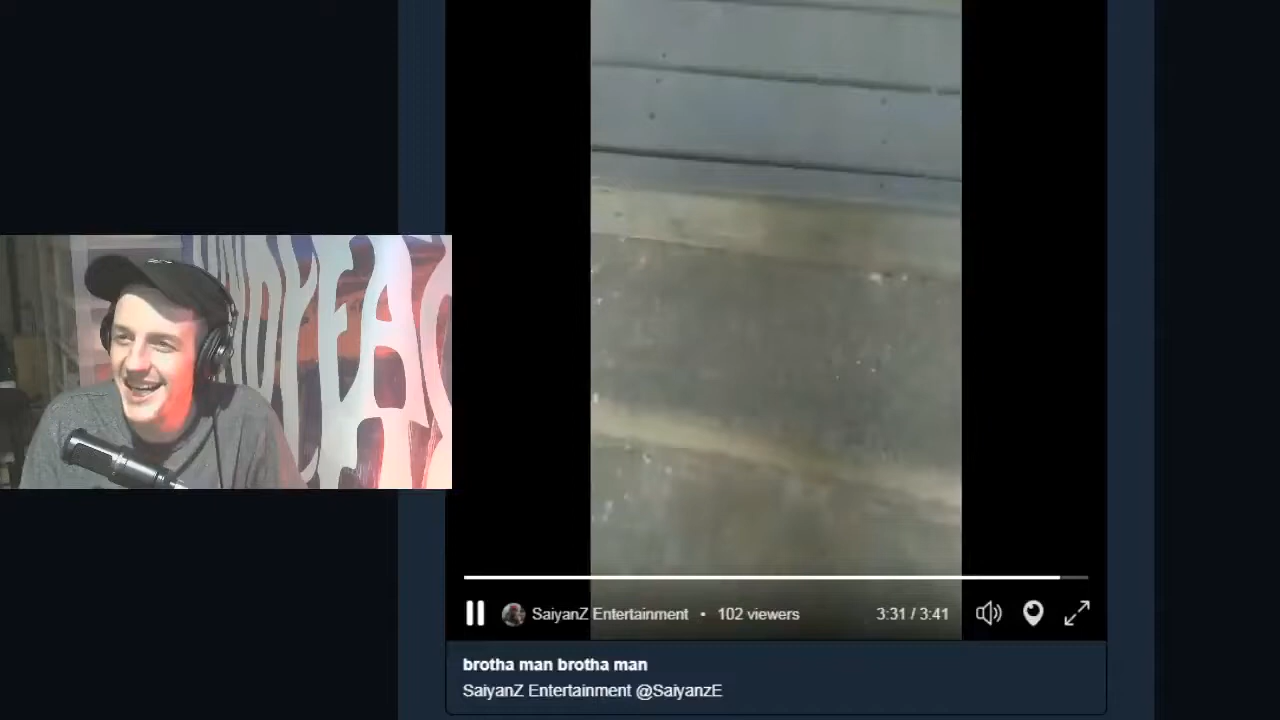 SaiyanZ Entertainment • 102 viewers 3:31 / 3:41
brotha man brotha man
SaiyanZ Entertainment @SaiyanzE